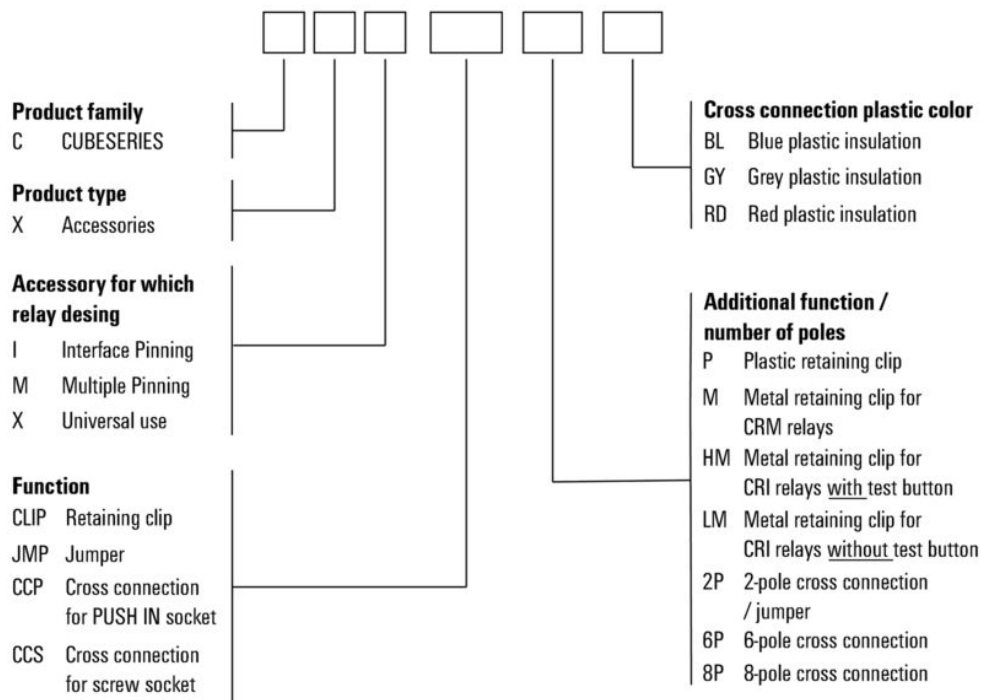 Product family
C CUBESERIES
Product type
X Accessories
Accessory for which
relay desing
I Interface Pinning
M Multiple Pinning
X Universal use
Function
CLIP Retaining clip
JMP Jumper
CCP Cross connection
for PUSH IN socket
CCS Cross connection
for screw socket
Cross connection plastic color
BL Blue plastic insulation
GY Grey plastic insulation
RD Red plastic insulation
Additional function /
number of poles
P Plastic retaining clip
M Metal retaining clip for
CRM relays
HM Metal retaining clip for
CRI relays with test button
LM Metal retaining clip for
CRI relays without test button
2P 2-pole cross connection
/ jumper
6P 6-pole cross connection
8P 8-pole cross connection